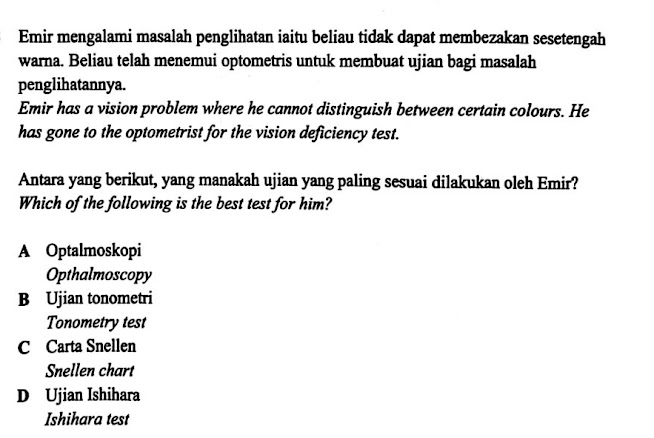 Emir mengalami masalah penglihatan iaitu beliau tidak dapat membezakan sesetengah
warna. Beliau telah menemui optometris untuk membuat ujian bagi masalah
penglihatannya.
Emir has a vision problem where he cannot distinguish between certain colours. He
has gone to the optometrist for the vision deficiency test.
Antara yang berikut, yang manakah ujian yang paling sesuai dilakukan oleh Emir?
Which of the following is the best test for him?
A Optalmoskopi
Opthalmoscopy
B Ujian tonometri
Tonometry test
C Carta Snellen
Snellen chart
D Ujian Ishihara
Ishihara test